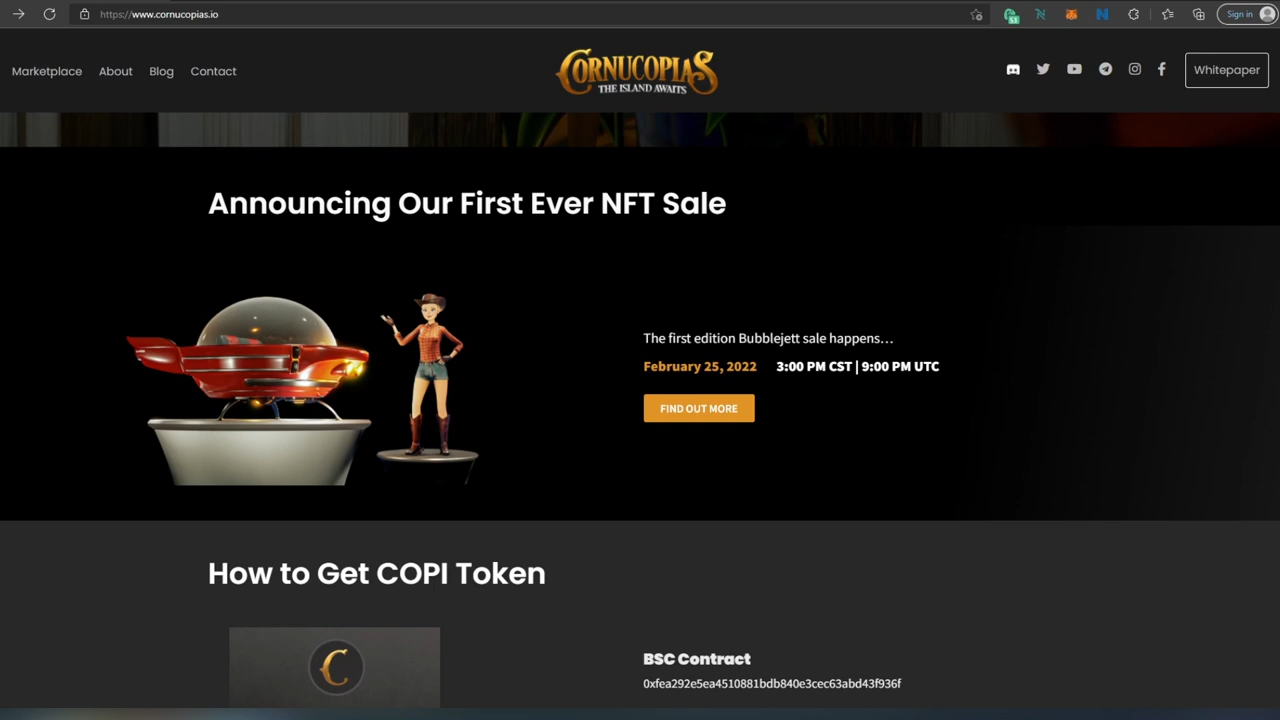 https://www.cornucopias.io
51
Sign in
Marketplace
About
Blog
Contact
CORNUCOPIAS
THE ISLAND AWAITS
Whitepaper
Announcing Our First Ever NFT Sale
The first edition Bubblejett sale happens...
February 25, 2022 3:00 PM CST | 9:00 PM UTC
FIND OUT MORE
How to Get COPI Token
C
BSC Contract
0xfea292e5ea4510881bdb840e3cec63abd43f936f